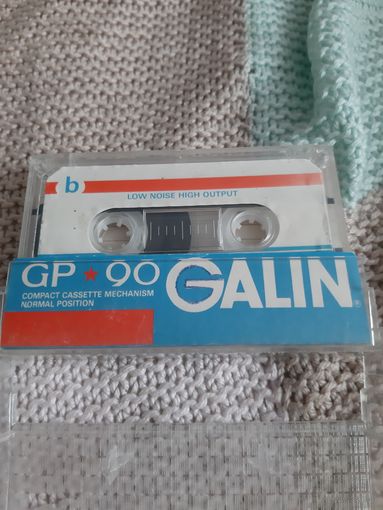 b
LOW NOISE HIGH OUTPUT
GP★90 GALIN®
COMPACT CASSETTE MECHANISM
NORMAL POSITION